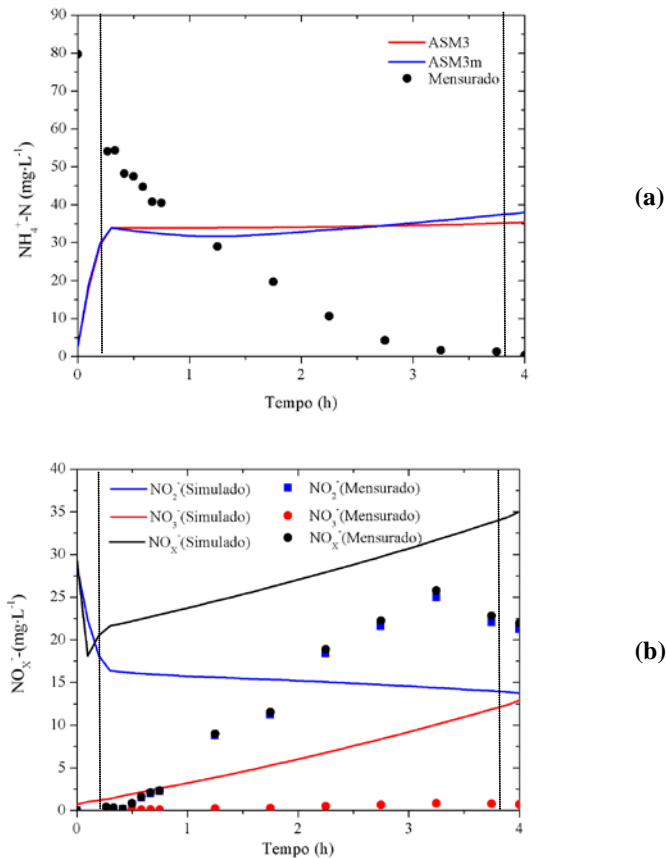 90
80
70
60
50
40
30
20
10
0
NH₄⁺-N (mg·L⁻¹)
ASM3
ASM3m
Mensurado
(a)
0 1 2 3 4
Tempo (h)
40
35
30
25
20
15
10
5
0
NOₓ⁻-(mg·L⁻¹)
NO₂⁻(Simulado) NO₂⁻(Mensurado)
NO₃⁻(Simulado) NO₃⁻(Mensurado)
NOₓ⁻(Simulado) NOₓ⁻(Mensurado)
(b)
0 1 2 3 4
Tempo (h)